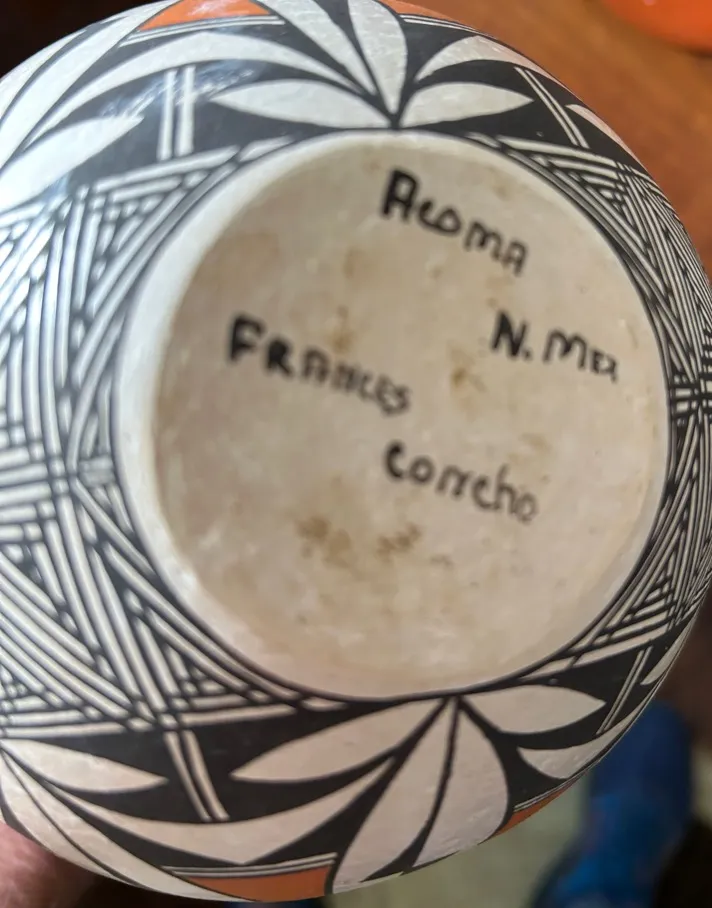 Acoma
N. Mex
FRANCES
Concho